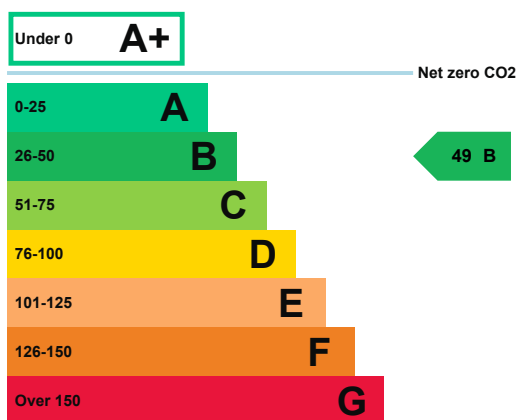 Under 0 A+
Net zero CO2
0-25 A
26-50 B
49 B
51-75 C
76-100 D
101-125 E
126-150 F
Over 150 G